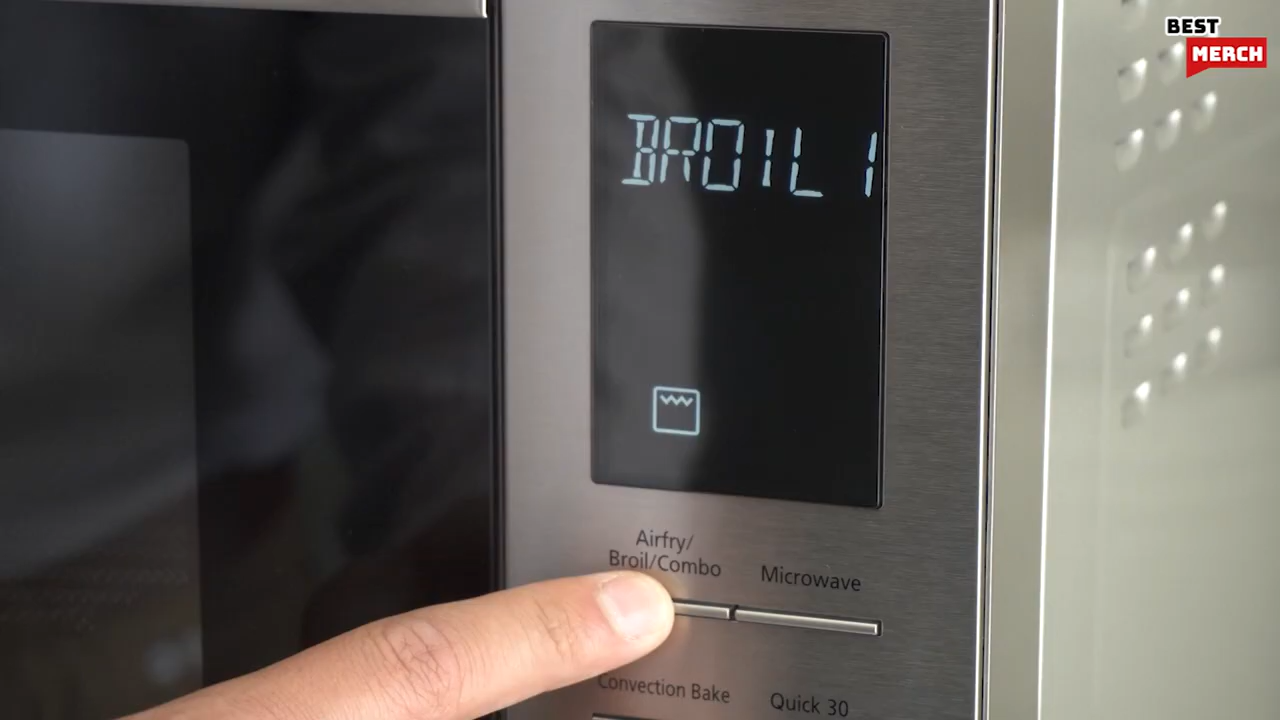 BEST
MERCH
BROIL 1
Airfry/
Broil/Combo
Microwave
Convection Bake
Quick 30